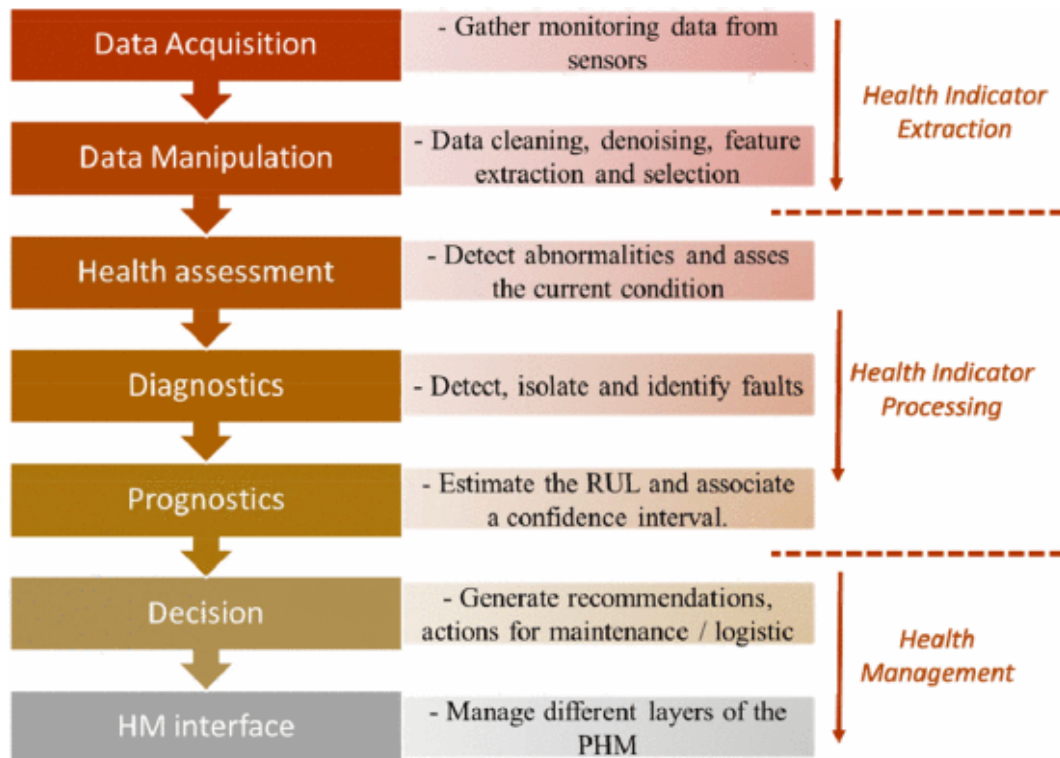 Data Acquisition
- Gather monitoring data from
sensors
Health Indicator
Extraction
Data Manipulation
- Data cleaning, denoising, feature
extraction and selection
Health assessment
- Detect abnormalities and asses
the current condition
Diagnostics
- Detect, isolate and identify faults
Health Indicator
Processing
Prognostics
- Estimate the RUL and associate
a confidence interval.
Decision
- Generate recommendations,
actions for maintenance / logistic
Health
Management
HM interface
- Manage different layers of the
PHM